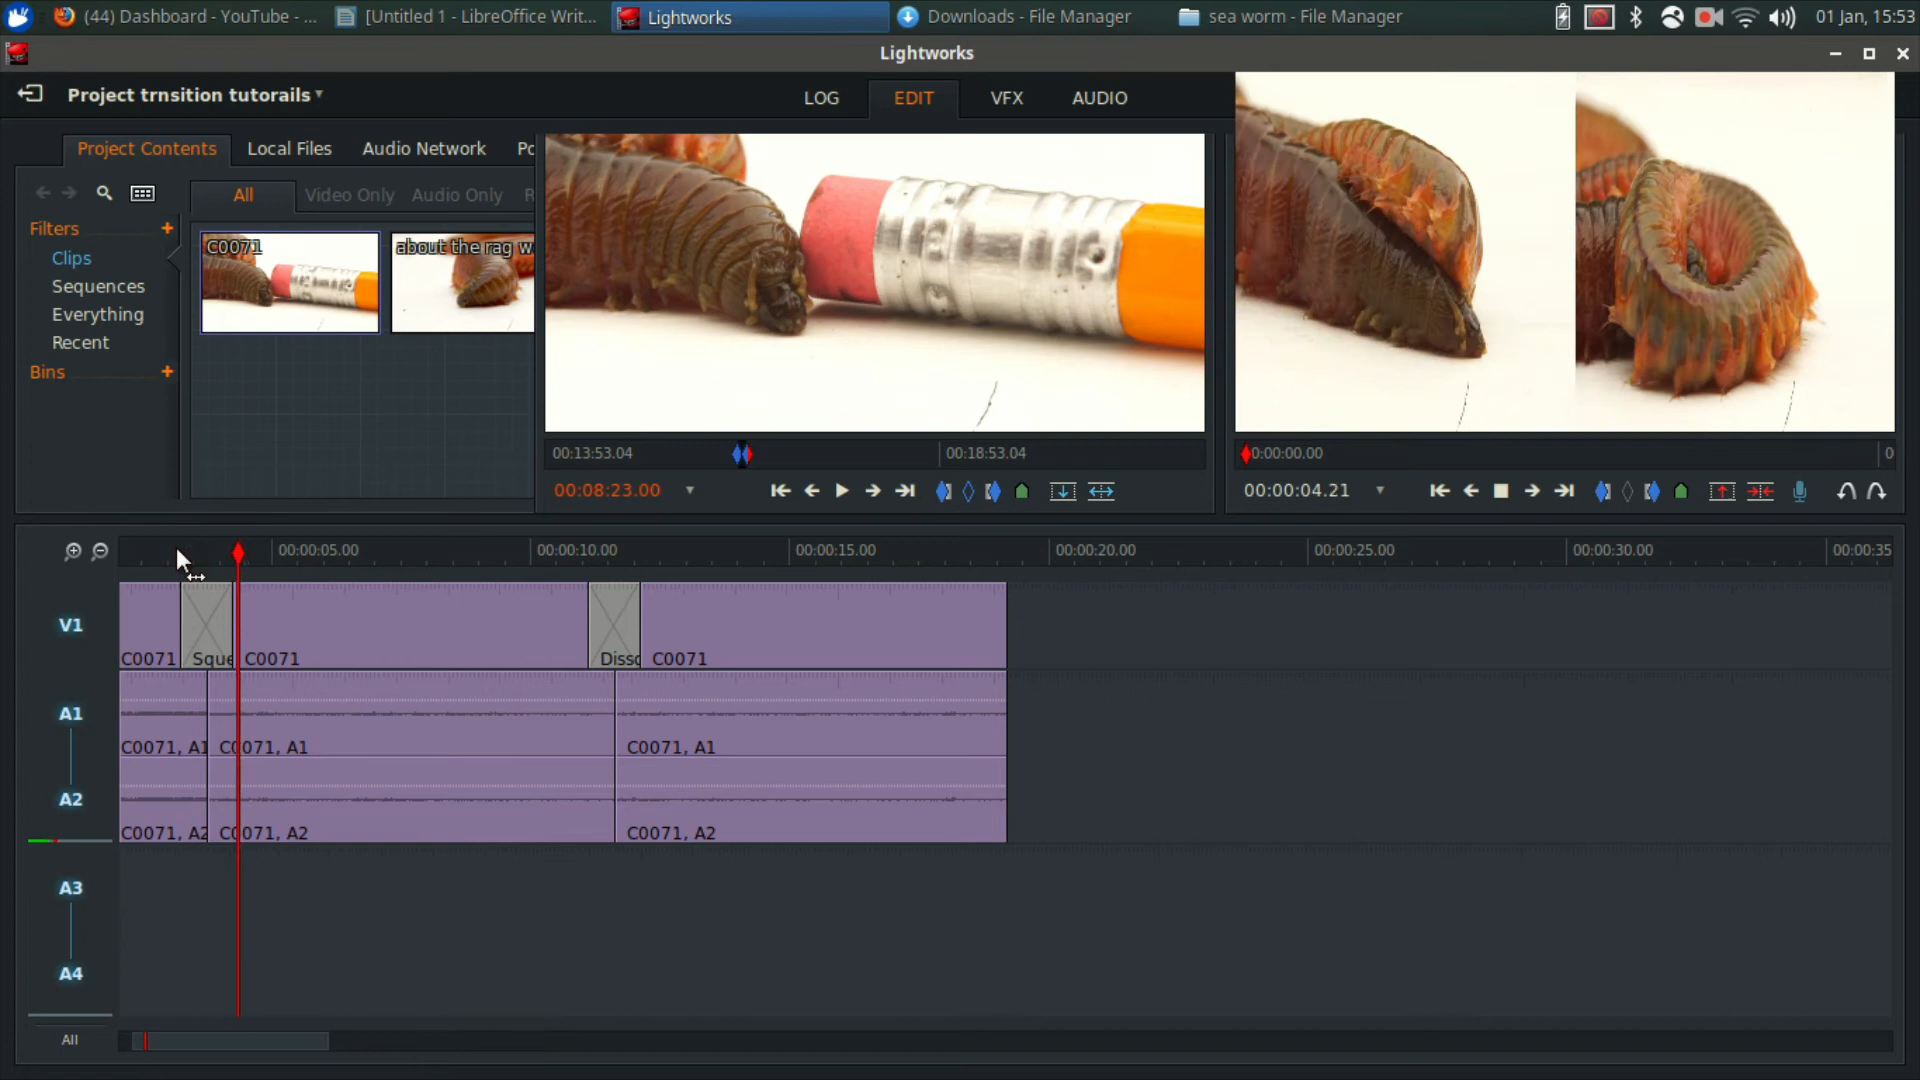 (44) Dashboard - YouTube - ...
[Untitled 1 - LibreOffice Writ...
Lightworks
Downloads - File Manager
sea worm - File Manager
01 Jan, 15:53
Lightworks
Project trnsition tutorails
LOG
EDIT
VFX
AUDIO
Project Contents
Local Files
Audio Network
Po
All
Video Only
Audio Only
R
Filters +
Clips
Sequences
Everything
Recent
Bins +
C0071
about the rag w
00:13:53.04
00:18:53.04
0:00:00.00
0
00:08:23.00
00:00:04.21
00:00:05.00
00:00:10.00
00:00:15.00
00:00:20.00
00:00:25.00
00:00:30.00
00:00:35
V1
C0071
Sque
C0071
Disso
C0071
A1
C0071, A1
C0071, A1
C0071, A1
A2
C0071, A2
C0071, A2
C0071, A2
A3
A4
All